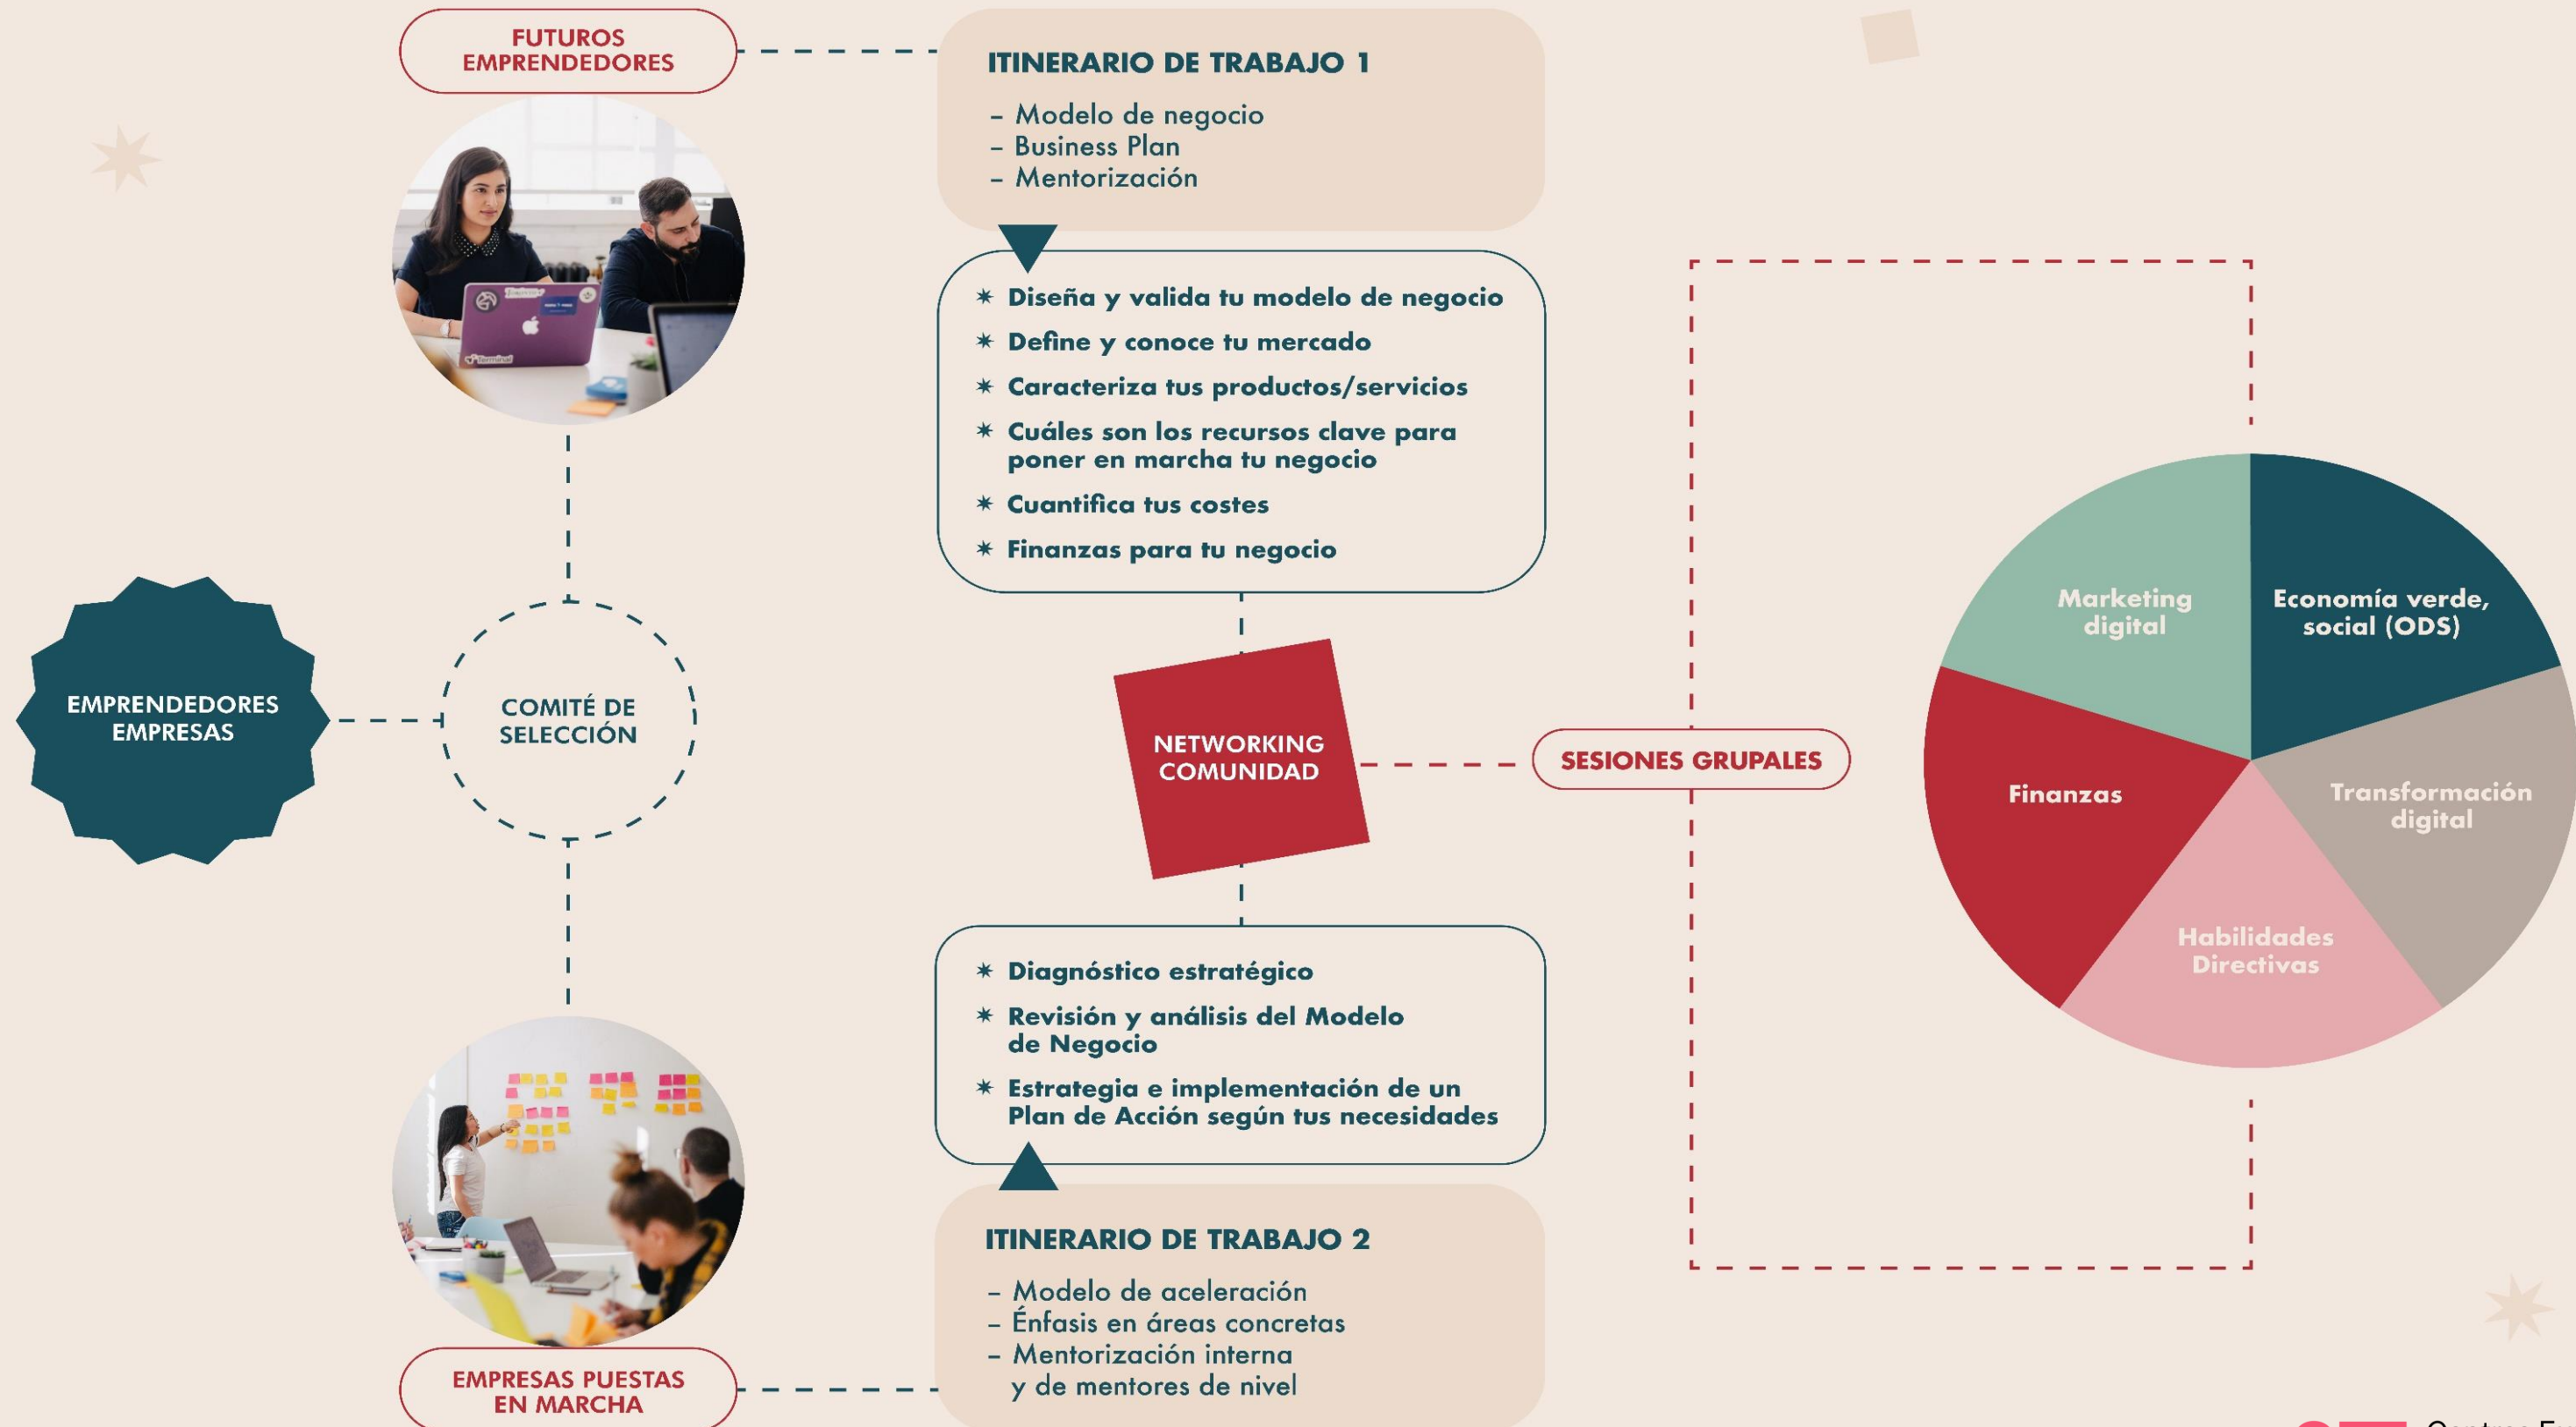 FUTUROS
EMPRENDEDORES
ITINERARIO DE TRABAJO 1
– Modelo de negocio
– Business Plan
– Mentorización
Diseña y valida tu modelo de negocio
Define y conoce tu mercado
Caracteriza tus productos/servicios
Cuáles son los recursos clave para
poner en marcha tu negocio
Cuantifica tus costes
Finanzas para tu negocio
EMPRENDEDORES
EMPRESAS
COMITÉ DE
SELECCIÓN
NETWORKING
COMUNIDAD
SESIONES GRUPALES
Marketing
digital
Economía verde,
social (ODS)
Finanzas
Transformación
digital
Habilidades
Directivas
Diagnóstico estratégico
Revisión y análisis del Modelo
de Negocio
Estrategia e implementación de un
Plan de Acción según tus necesidades
ITINERARIO DE TRABAJO 2
– Modelo de aceleración
– Énfasis en áreas concretas
– Mentorización interna
y de mentores de nivel
EMPRESAS PUESTAS
EN MARCHA